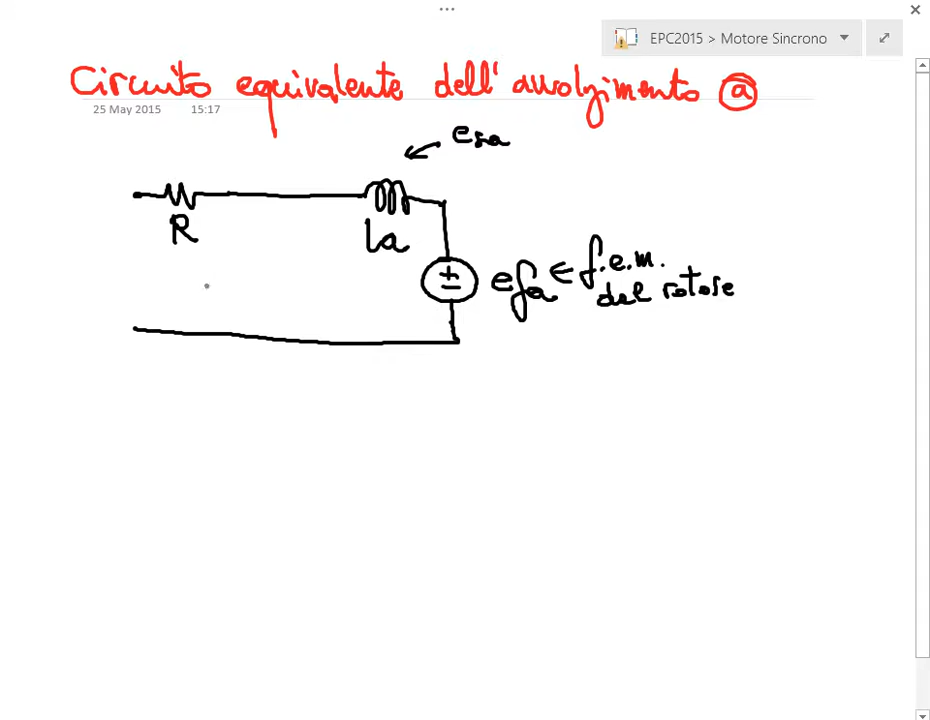 EPC2015 > Motore Sincrono
Circuito equivalente dell'avvolgimento a
25 May 2015 15:17
esa
R
La
+
efa ← f.e.m.
del rotore